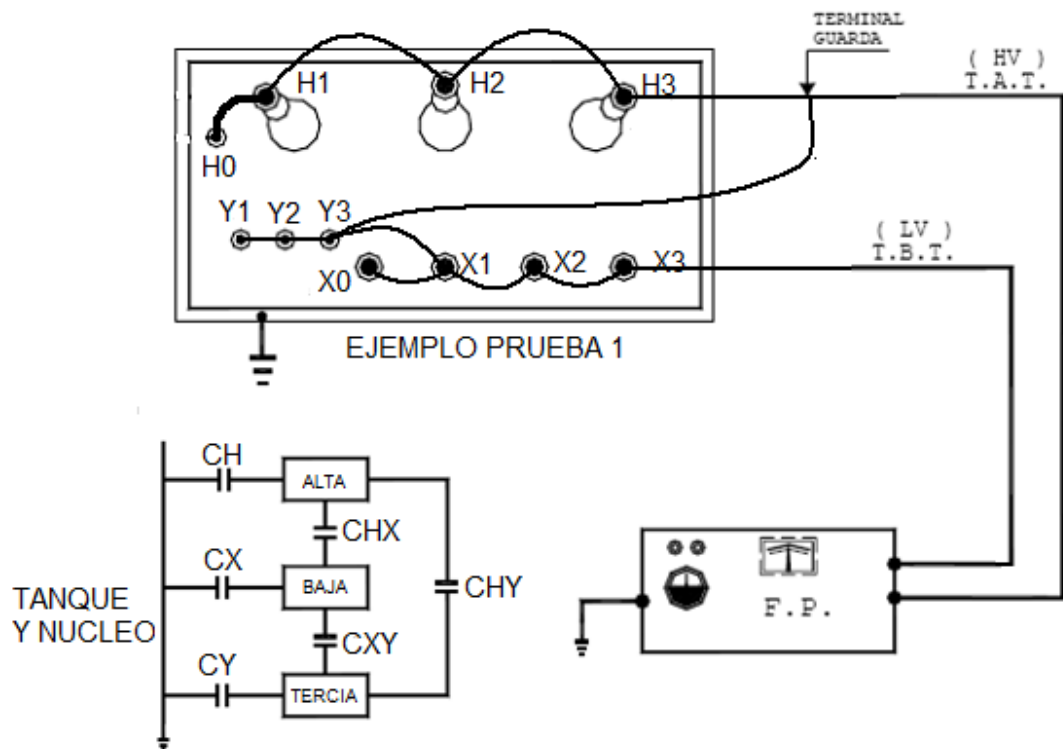 TERMINAL
GUARDA
( HV )
T.A.T.
H1
H2
H3
H0
Y1
Y2
Y3
( LV )
T.B.T.
X0
X1
X2
X3
EJEMPLO PRUEBA 1
CH
ALTA
CHX
CX
BAJA
CHY
TANQUE
Y NUCLEO
CXY
CY
TERCIA
F.P.